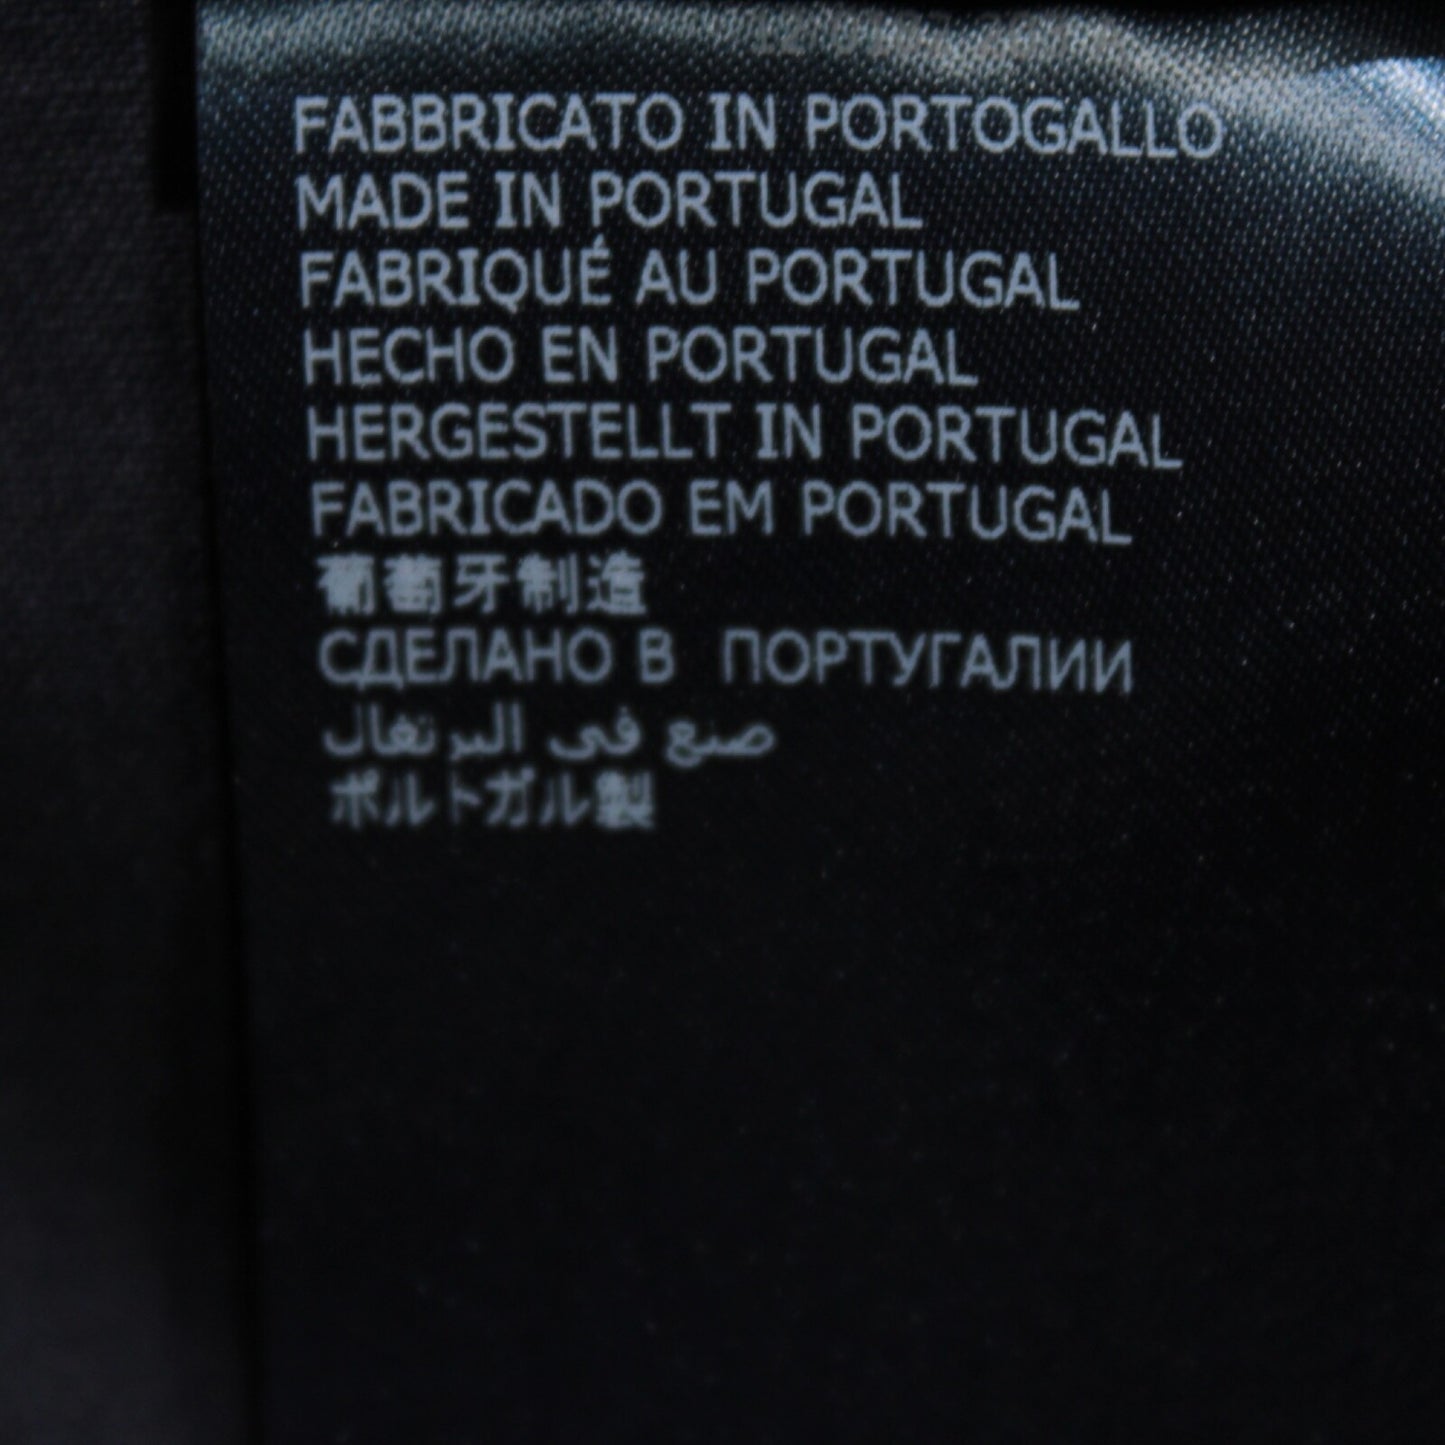 FABBRICATO IN PORTOGALLO
MADE IN PORTUGAL
FABRIQUÉ AU PORTUGAL
HECHO EN PORTUGAL
HERGESTELLT IN PORTUGAL
FABRICADO EM PORTUGAL
葡萄牙制造
СДЕЛАНО В ПОРТУГАЛИИ
صنع في البرتغال
ポルトガル製